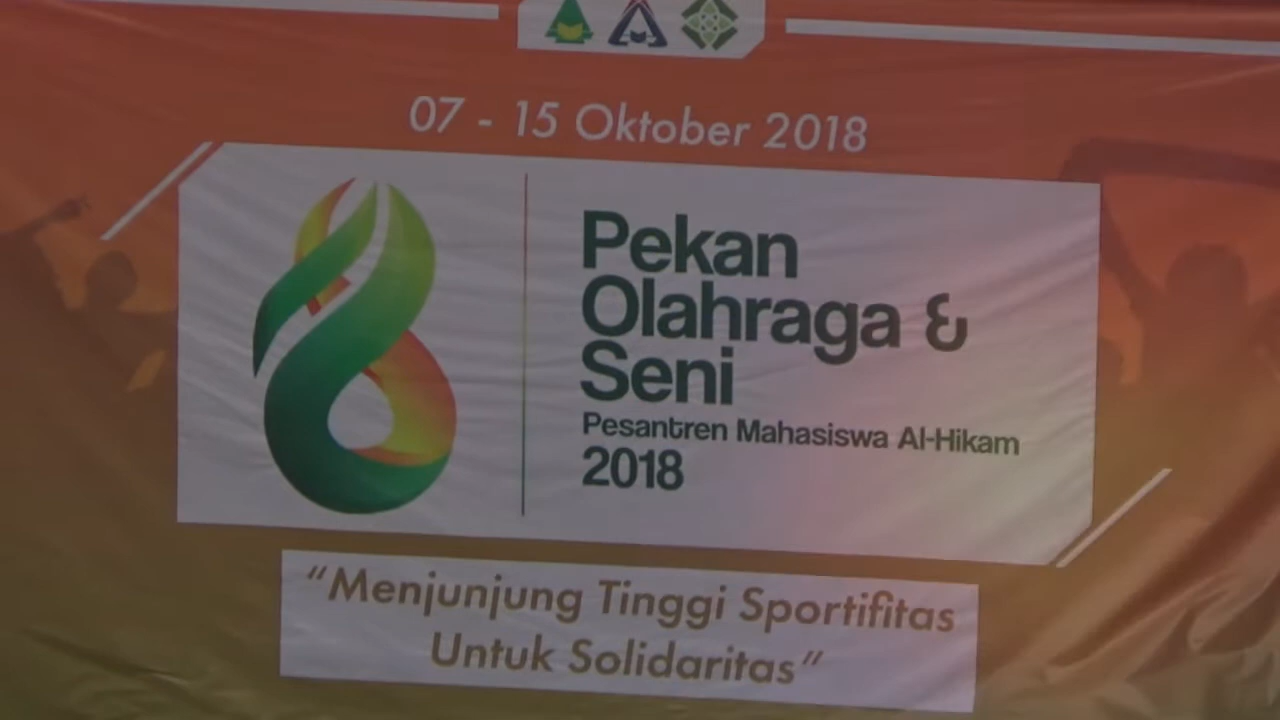 07 - 15 Oktober 2018
Pekan
Olahraga &
Seni
Pesantren Mahasiswa Al-Hikam
2018
“Menjunjung Tinggi Sportifitas
Untuk Solidaritas”